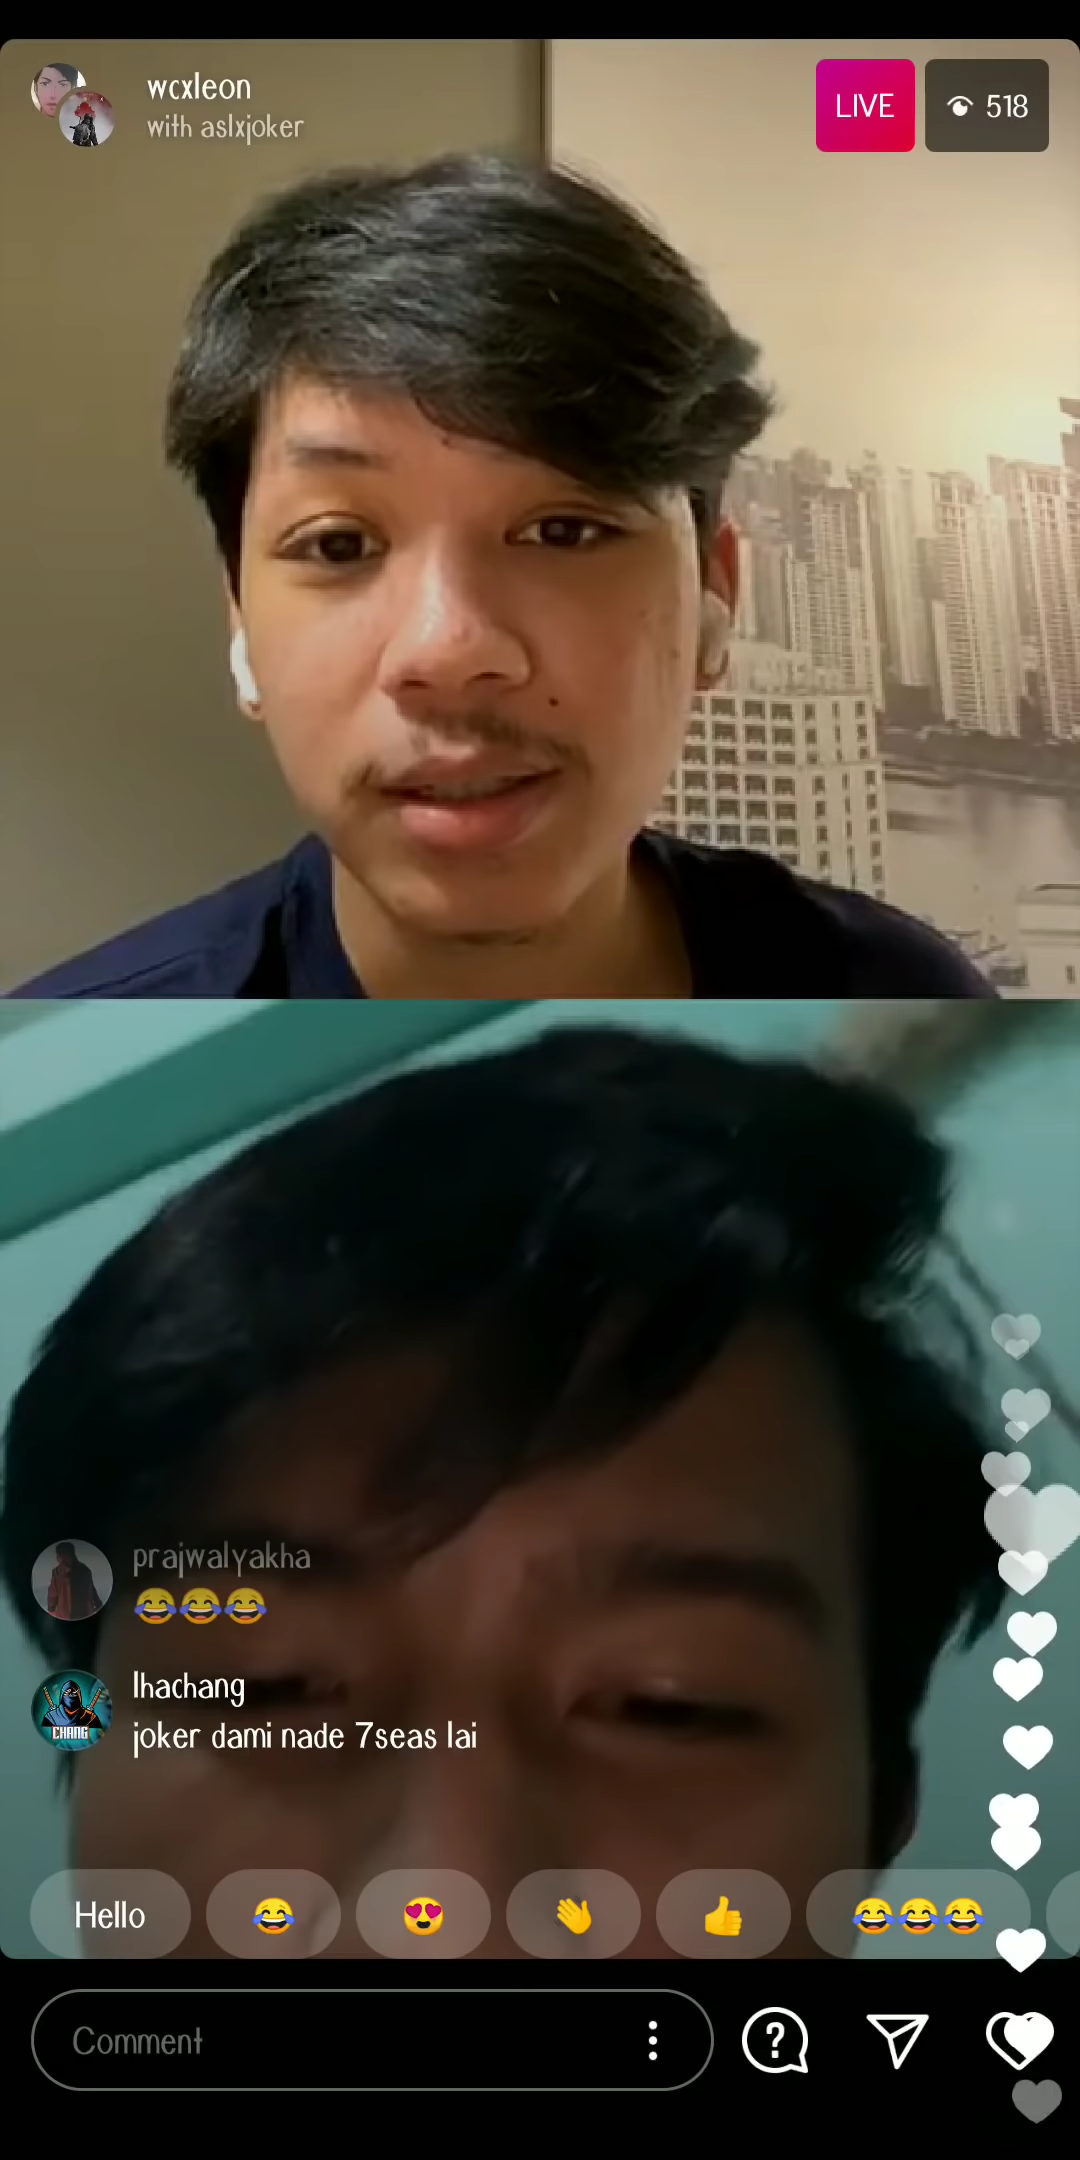 wcxleon
with aslxjoker
LIVE
518
prajwalyakha
😂😂😂
lhachang
CHANG
joker dami nade 7seas lai
Hello 😂 😍 👋 👍 😂😂😂
Comment